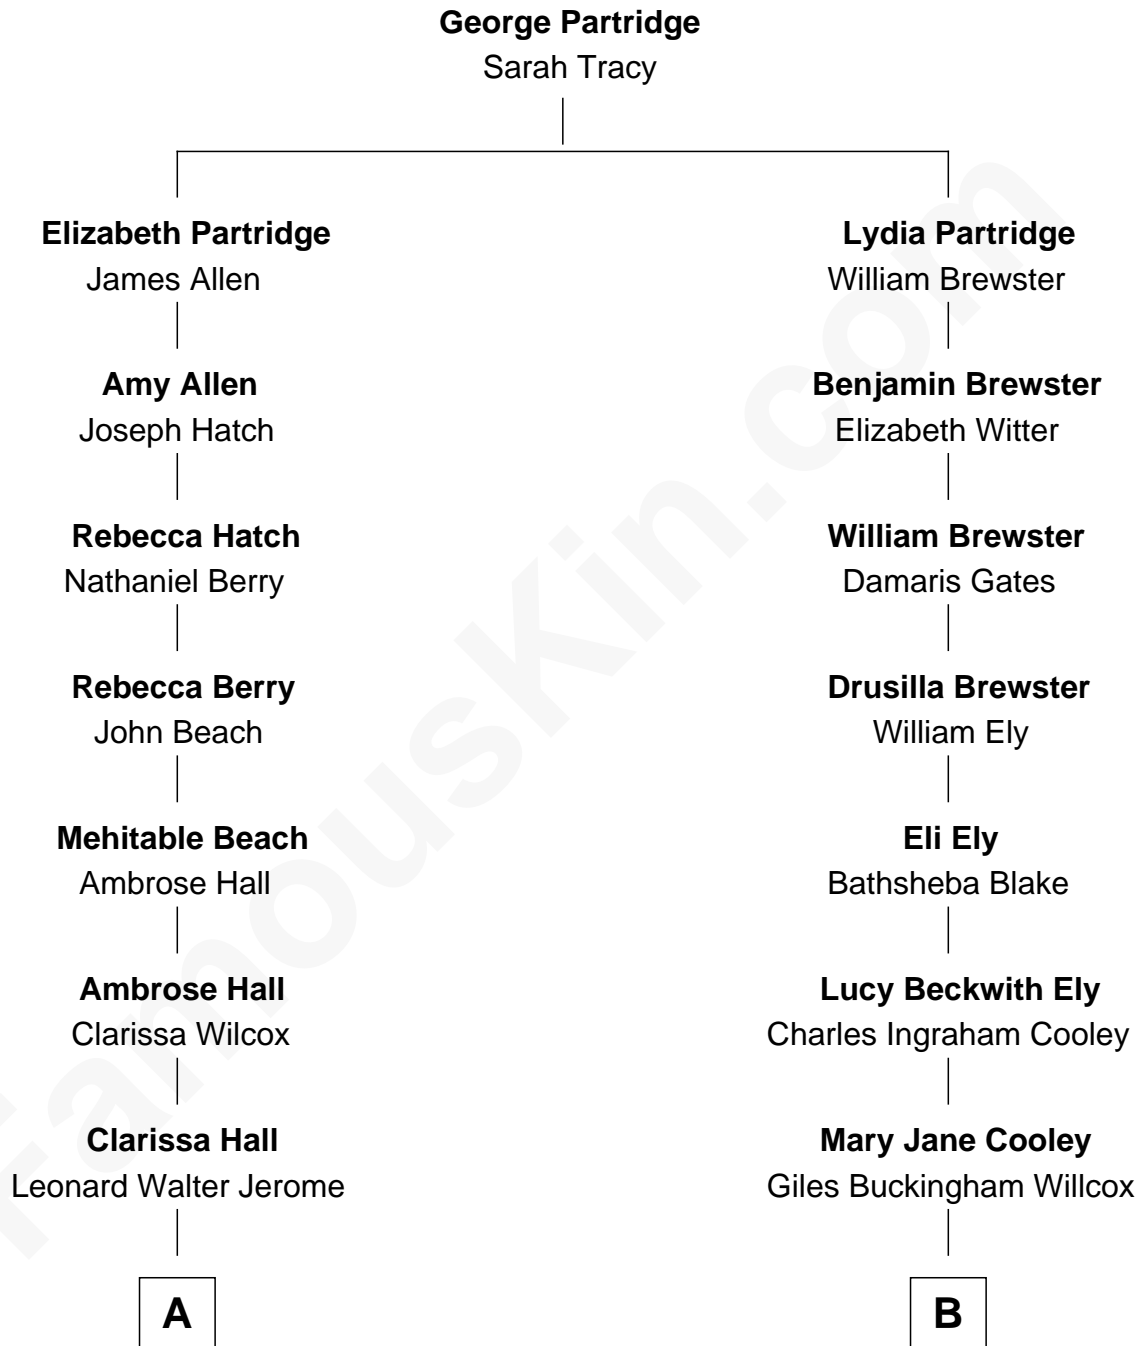 George Partridge
Sarah Tracy
Elizabeth Partridge
James Allen
Lydia Partridge
William Brewster
Amy Allen
Joseph Hatch
Benjamin Brewster
Elizabeth Witter
Rebecca Hatch
Nathaniel Berry
William Brewster
Damaris Gates
Rebecca Berry
John Beach
Drusilla Brewster
William Ely
Mehitable Beach
Ambrose Hall
Eli Ely
Bathsheba Blake
Ambrose Hall
Clarissa Wilcox
Lucy Beckwith Ely
Charles Ingraham Cooley
Clarissa Hall
Leonard Walter Jerome
Mary Jane Cooley
Giles Buckingham Willcox
A
B
FamousKin.com